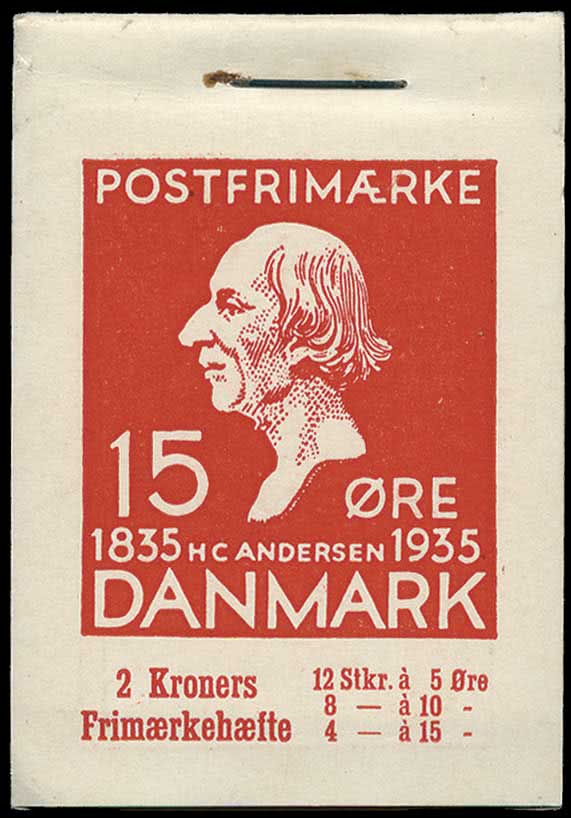 POSTFRIMÆRKE
15 ØRE
1835 H C ANDERSEN 1935
DANMARK
2 Kroners
Frimærkehæfte
12 Stkr. à 5 Øre
8 — à 10 -
4 — à 15 -